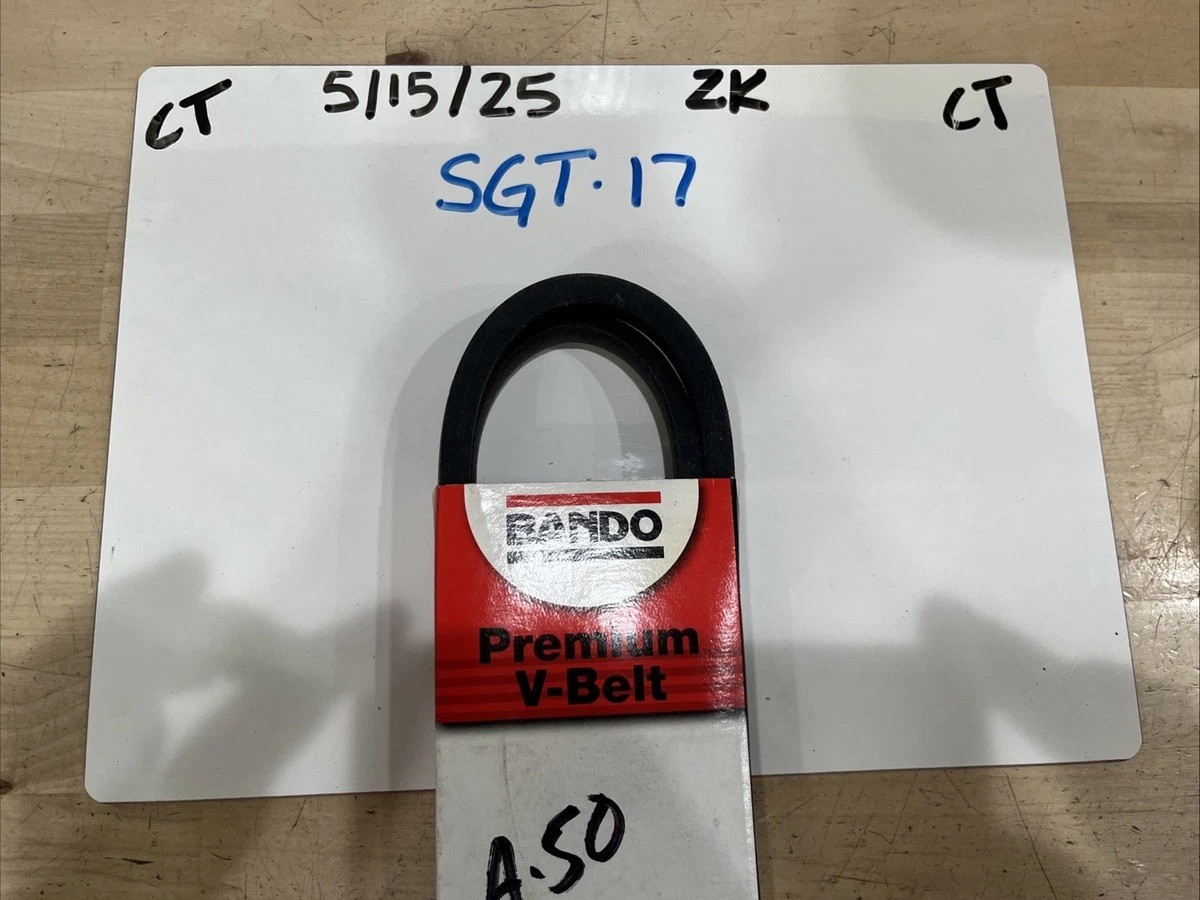 CT 5/15/25 ZK CT
SGT·17
BANDO
Premium
V-Belt
A·50